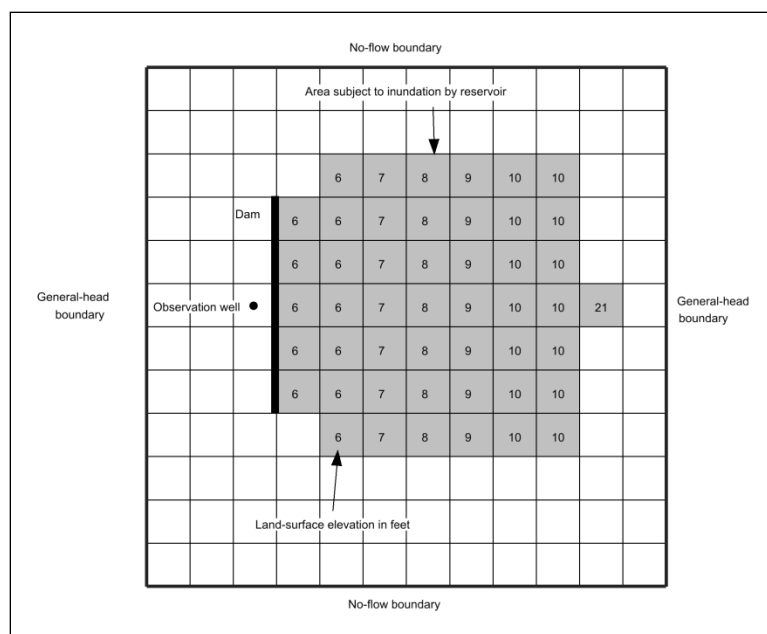 No-flow boundary
Area subject to inundation by reservoir
6 7 8 9 10 10
Dam
6 6 7 8 9 10 10
6 6 7 8 9 10 10
General-head
boundary
Observation well
6 6 7 8 9 10 10 21
General-head
boundary
6 6 7 8 9 10 10
6 6 7 8 9 10 10
6 7 8 9 10 10
Land-surface elevation in feet
No-flow boundary